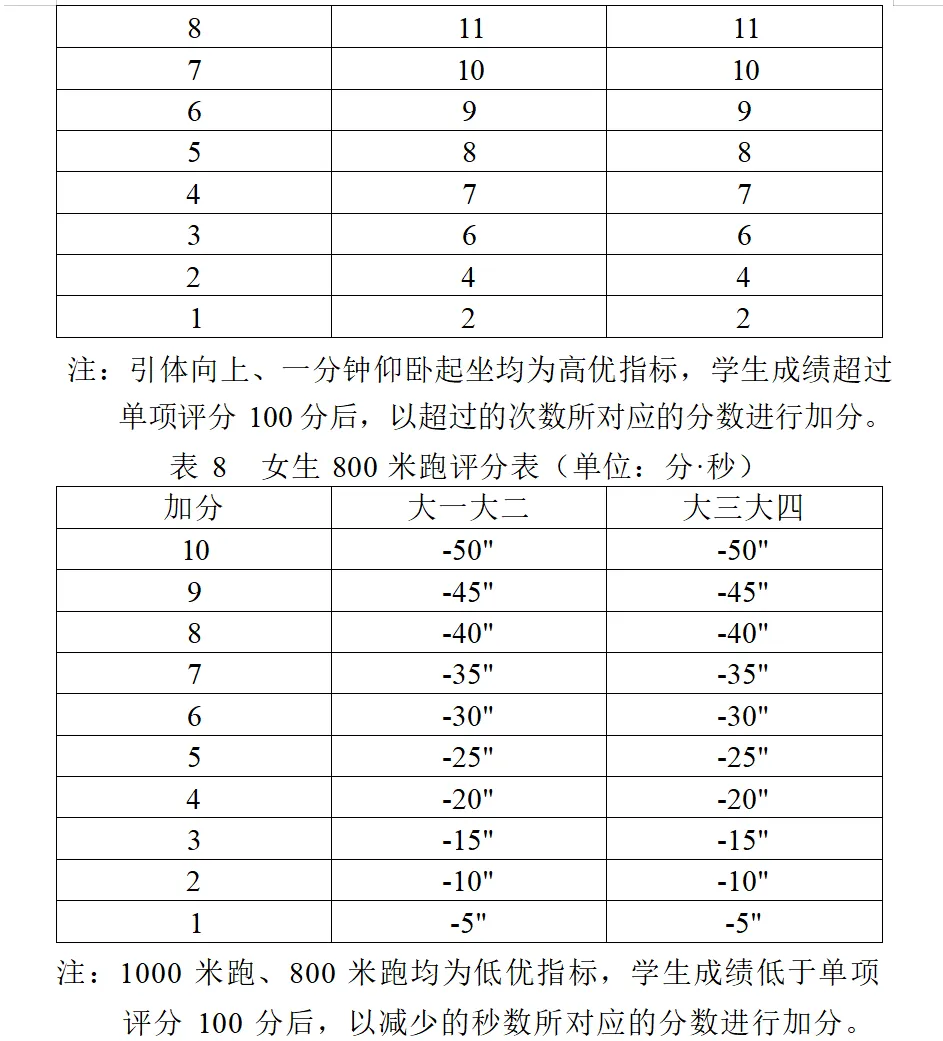 8 11 11
7 10 10
6 9 9
5 8 8
4 7 7
3 6 6
2 4 4
1 2 2
注：引体向上、一分钟仰卧起坐均为高优指标，学生成绩超过
单项评分 100 分后，以超过的次数所对应的分数进行加分。
表 8 女生 800 米跑评分表（单位：分·秒）
加分 大一大二 大三大四
10 -50" -50"
9 -45" -45"
8 -40" -40"
7 -35" -35"
6 -30" -30"
5 -25" -25"
4 -20" -20"
3 -15" -15"
2 -10" -10"
1 -5" -5"
注：1000 米跑、800 米跑均为低优指标，学生成绩低于单项
评分 100 分后，以减少的秒数所对应的分数进行加分。